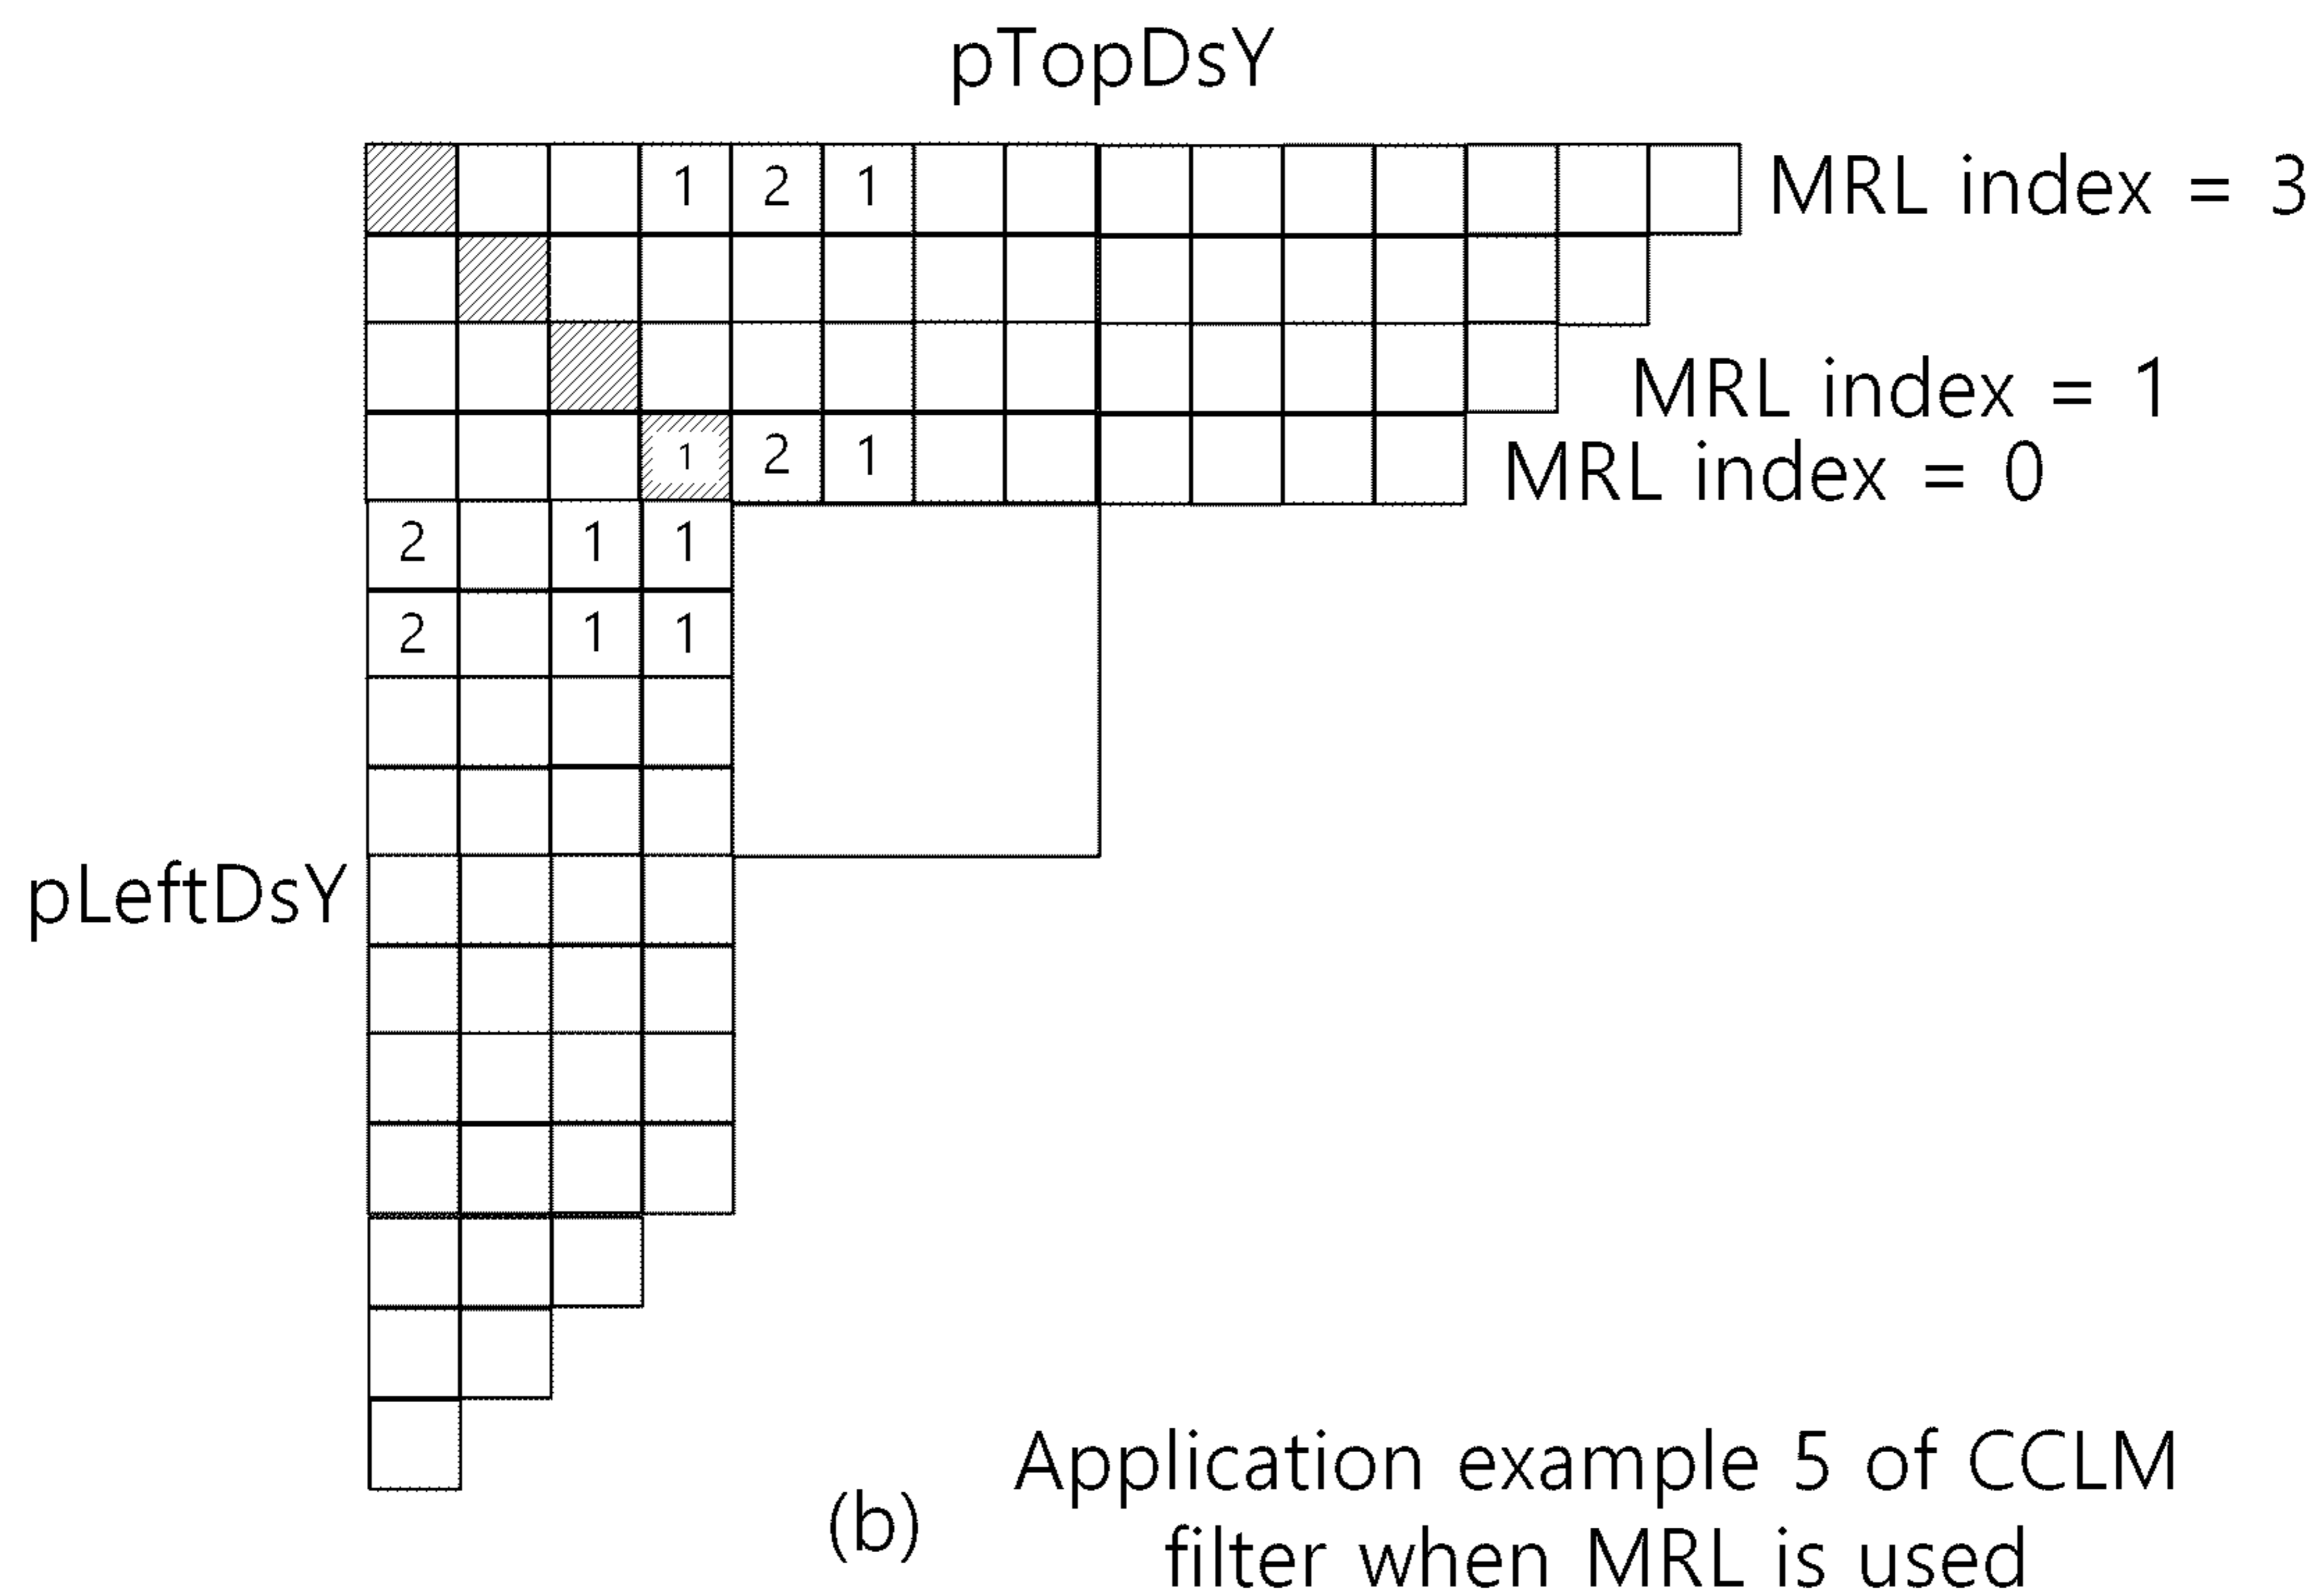 pTopDsY
1 2 1 MRL index = 3
MRL index = 1
1 2 1 MRL index = 0
2 1 1
2 1 1
pLeftDsY
(b)
Application example 5 of CCLM
filter when MRL is used